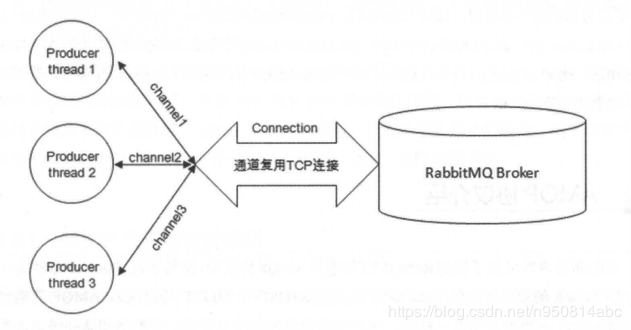 Producer
thread 1
channel1
Connection
Producer
thread 2
channel2
通道复用TCP连接
RabbitMQ Broker
channel3
Producer
thread 3
https://blog.csdn.net/n950814abc